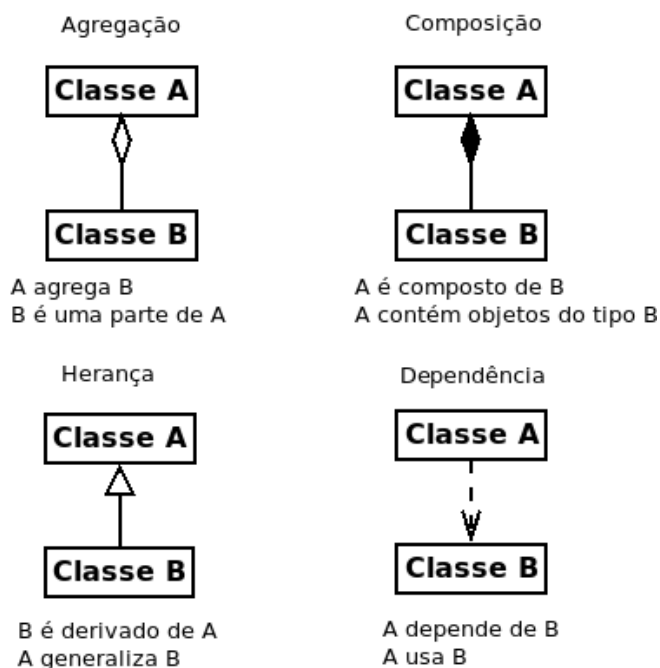 Agregação
Classe A
Classe B
A agrega B
B é uma parte de A
Composição
Classe A
Classe B
A é composto de B
A contém objetos do tipo B
Herança
Classe A
Classe B
B é derivado de A
A generaliza B
Dependência
Classe A
Classe B
A depende de B
A usa B